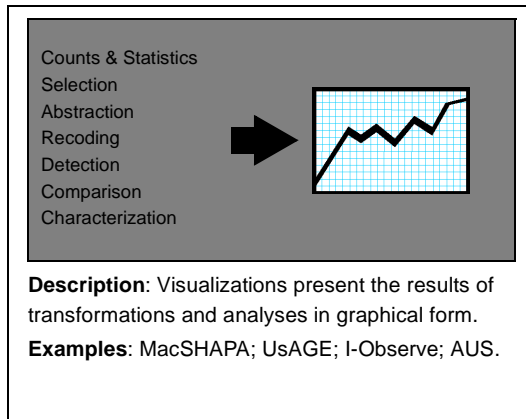 Counts & Statistics
Selection
Abstraction
Recoding
Detection
Comparison
Characterization
Description: Visualizations present the results of
transformations and analyses in graphical form.
Examples: MacSHAPA; UsAGE; I-Observe; AUS.